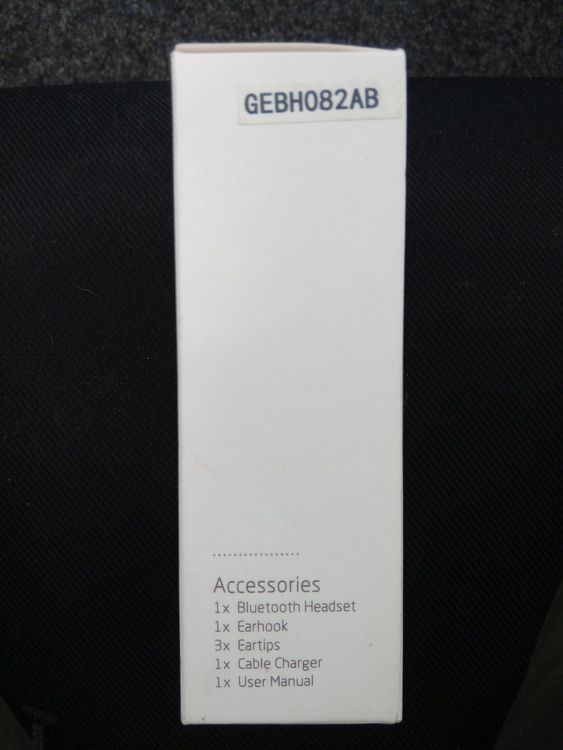 GEBH082AB
Accessories
1x Bluetooth Headset
1x Earhook
3x Eartips
1x Cable Charger
1x User Manual